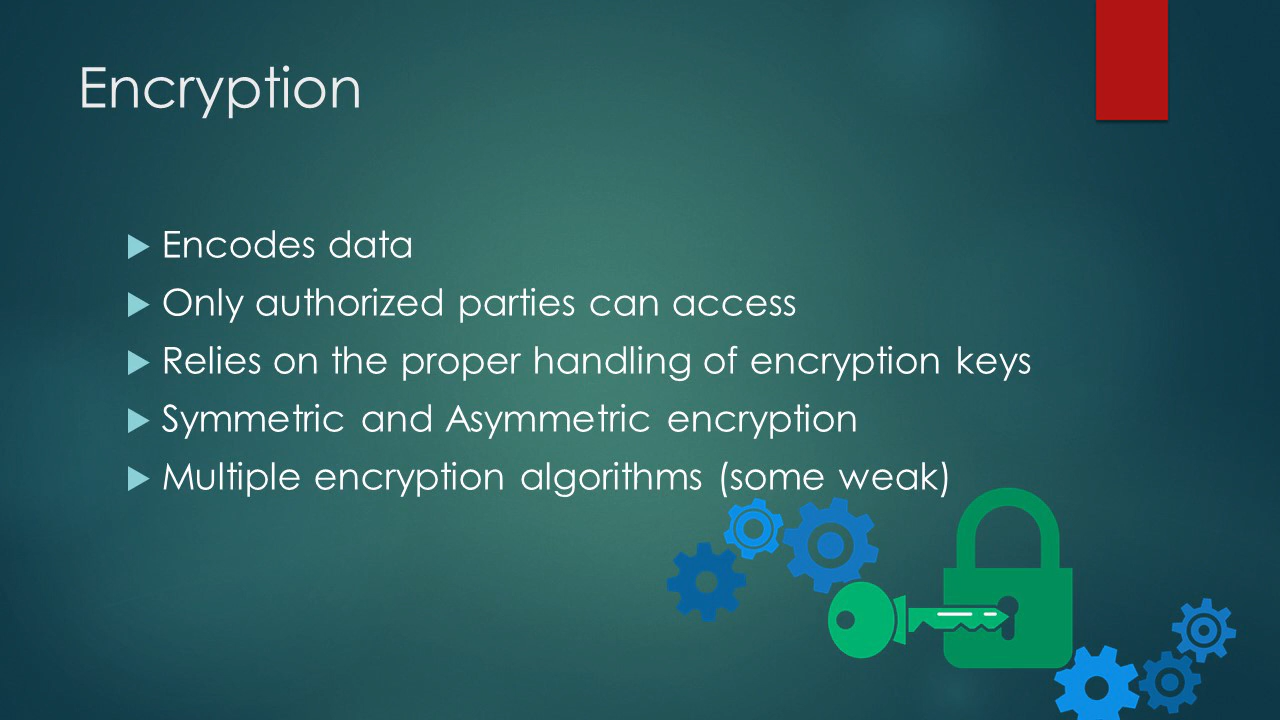 Encryption
Encodes data
Only authorized parties can access
Relies on the proper handling of encryption keys
Symmetric and Asymmetric encryption
Multiple encryption algorithms (some weak)